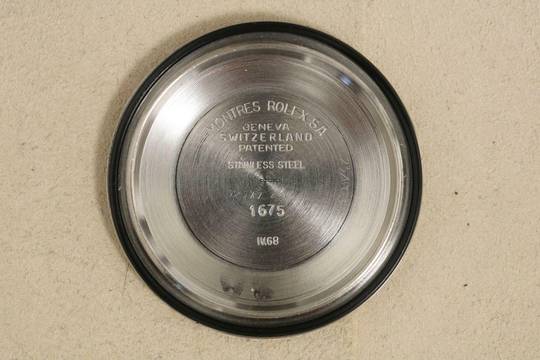 MONTRES ROLEX S.A
GENEVA
SWITZERLAND
PATENTED
STAINLESS STEEL
1675
IV.68